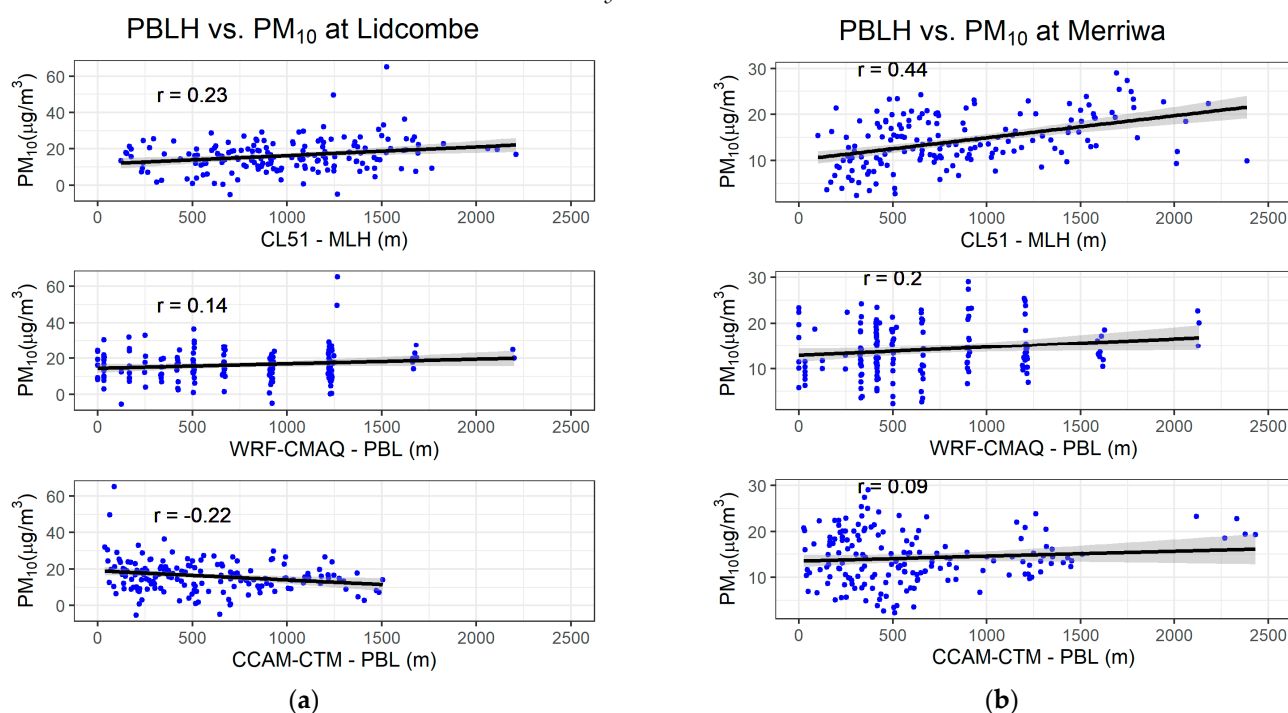 PBLH vs. PM10 at Lidcombe
r = 0.23
PM10(µg/m3)
60
40
20
0
0 500 1000 1500 2000 2500
CL51 - MLH (m)
r = 0.14
PM10(µg/m3)
60
40
20
0
0 500 1000 1500 2000 2500
WRF-CMAQ - PBL (m)
r = -0.22
PM10(µg/m3)
60
40
20
0
0 500 1000 1500 2000 2500
CCAM-CTM - PBL (m)
(a)
PBLH vs. PM10 at Merriwa
r = 0.44
PM10(µg/m3)
30
20
10
0 500 1000 1500 2000 2500
CL51 - MLH (m)
r = 0.2
PM10(µg/m3)
30
20
10
0 500 1000 1500 2000 2500
WRF-CMAQ - PBL (m)
r = 0.09
PM10(µg/m3)
30
20
10
0 500 1000 1500 2000 2500
CCAM-CTM - PBL (m)
(b)